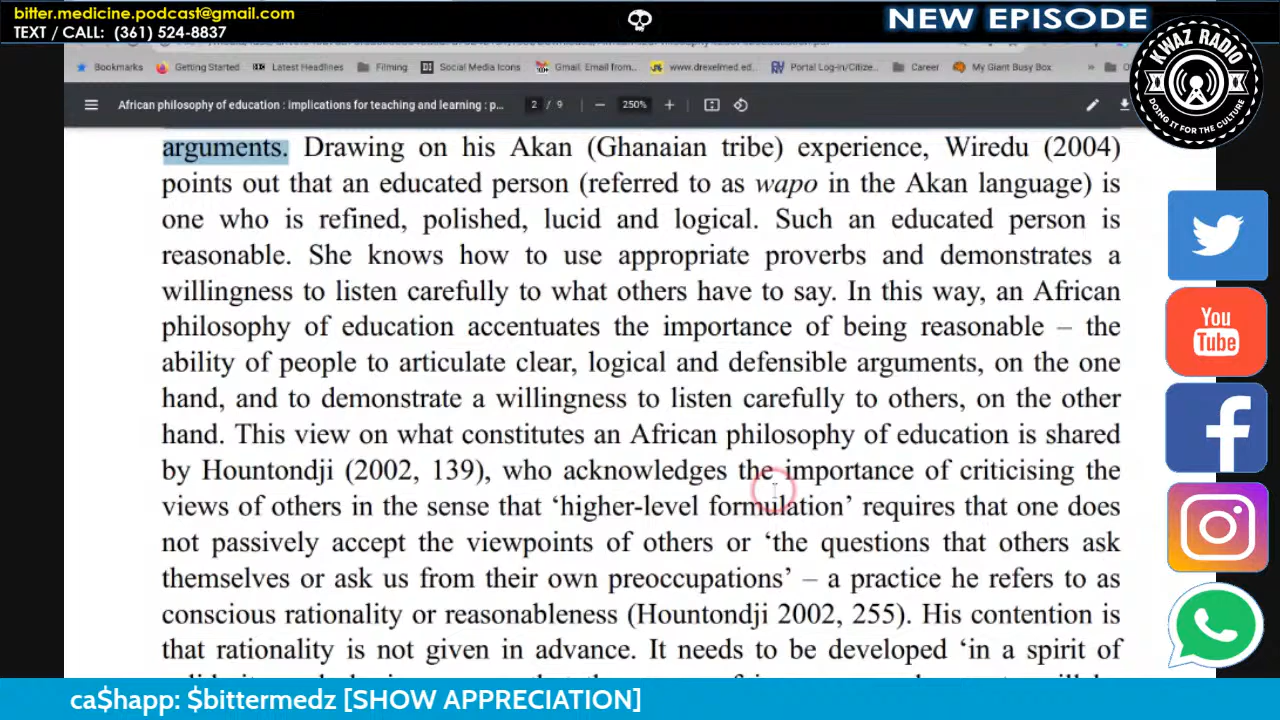 bitter.medicine.podcast@gmail.com
TEXT / CALL: (361) 524-8837
NEW EPISODE
KWAZ RADIO
DOING IT FOR THE CULTURE
Bookmarks Getting Started Latest Headlines Filming Social Media Icons Gmail: Email from... www.drexelmed.ed... Portal Log-In/Citize... Career My Giant Busy Box »
African philosophy of education : implications for teaching and learning : p... 2 / 9 − 250% +
arguments. Drawing on his Akan (Ghanaian tribe) experience, Wiredu (2004)
points out that an educated person (referred to as wapo in the Akan language) is
one who is refined, polished, lucid and logical. Such an educated person is
reasonable. She knows how to use appropriate proverbs and demonstrates a
willingness to listen carefully to what others have to say. In this way, an African
philosophy of education accentuates the importance of being reasonable – the
ability of people to articulate clear, logical and defensible arguments, on the one
hand, and to demonstrate a willingness to listen carefully to others, on the other
hand. This view on what constitutes an African philosophy of education is shared
by Hountondji (2002, 139), who acknowledges the importance of criticising the
views of others in the sense that ‘higher-level formulation’ requires that one does
not passively accept the viewpoints of others or ‘the questions that others ask
themselves or ask us from their own preoccupations’ – a practice he refers to as
conscious rationality or reasonableness (Hountondji 2002, 255). His contention is
that rationality is not given in advance. It needs to be developed ‘in a spirit of
You
Tube
ca$happ: $bittermedz [SHOW APPRECIATION]